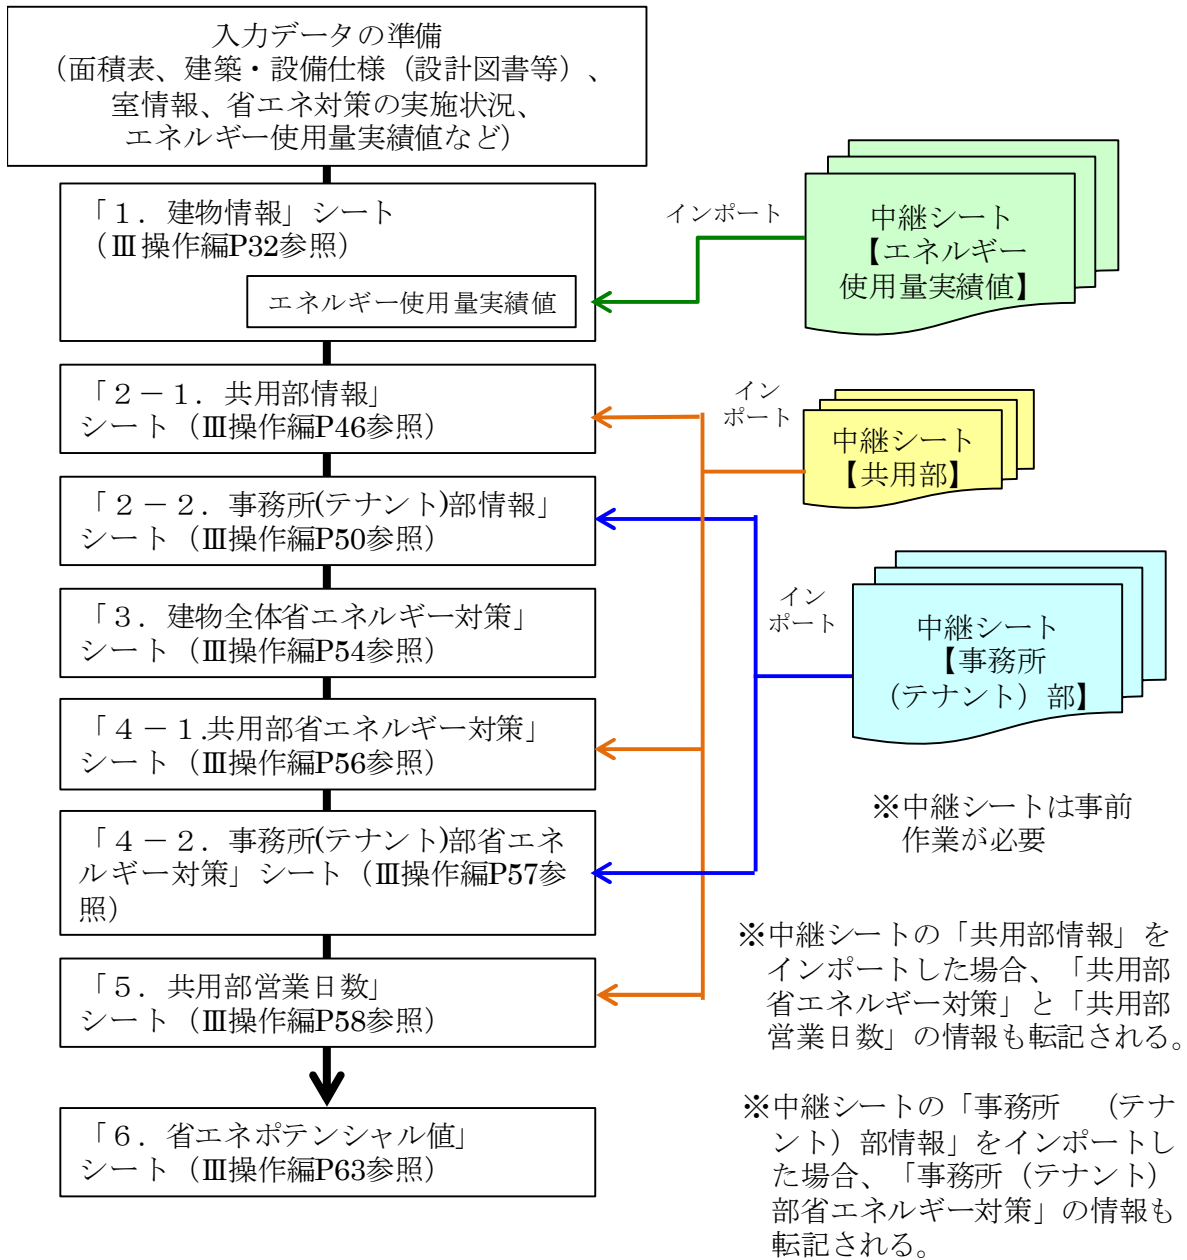 入力データの準備
（面積表、建築・設備仕様（設計図書等）、
室情報、省エネ対策の実施状況、
エネルギー使用量実績値など）
「１．建物情報」シート
（Ⅲ操作編P32参照）
エネルギー使用量実績値
インポート
中継シート
【エネルギー
使用量実績値】
「２－１．共用部情報」
シート（Ⅲ操作編P46参照）
イン
ポート
中継シート
【共用部】
「２－２．事務所(テナント)部情報」
シート（Ⅲ操作編P50参照）
「３．建物全体省エネルギー対策」
シート（Ⅲ操作編P54参照）
イン
ポート
中継シート
【事務所
（テナント）部】
「４－１.共用部省エネルギー対策」
シート（Ⅲ操作編P56参照）
※中継シートは事前
作業が必要
「４－２．事務所(テナント)部省エネ
ルギー対策」シート（Ⅲ操作編P57参
照）
「５．共用部営業日数」
シート（Ⅲ操作編P58参照）
※中継シートの「共用部情報」を
インポートした場合、「共用部
省エネルギー対策」と「共用部
営業日数」の情報も転記される。
「６．省エネポテンシャル値」
シート（Ⅲ操作編P63参照）
※中継シートの「事務所　（テナ
ント）部情報」をインポートし
た場合、「事務所（テナント）
部省エネルギー対策」の情報も
転記される。